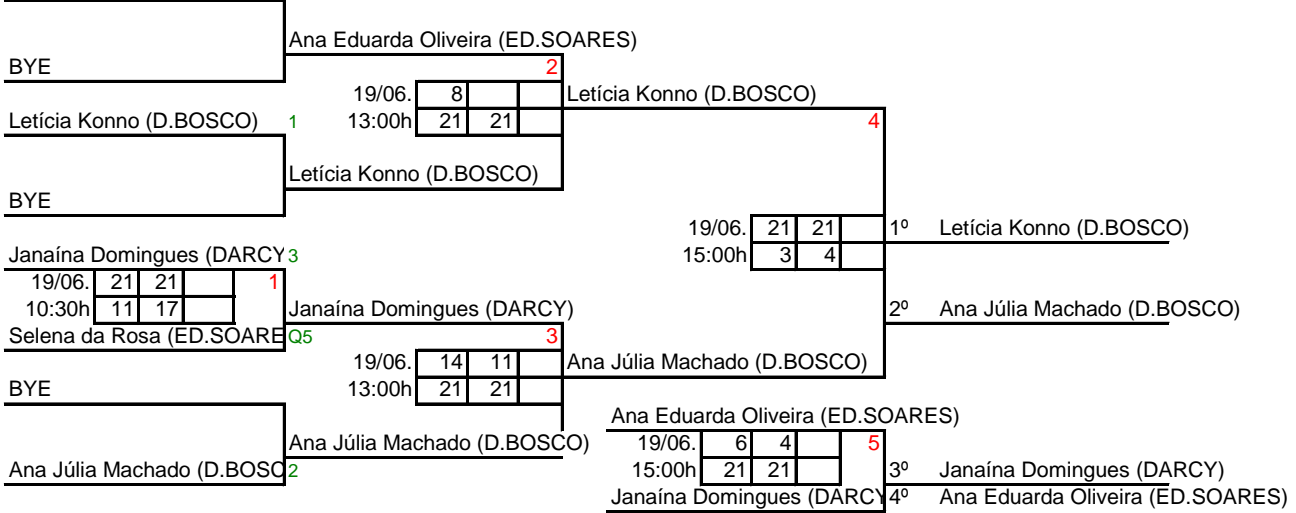 Ana Eduarda Oliveira (ED.SOARES)
BYE
2
19/06. 8
Letícia Konno (D.BOSCO)
Letícia Konno (D.BOSCO) 1
13:00h 21 21
4
Letícia Konno (D.BOSCO)
BYE
19/06. 21 21
1º Letícia Konno (D.BOSCO)
Janaína Domingues (DARCY 3
15:00h 3 4
19/06. 21 21 1
10:30h 11 17
Janaína Domingues (DARCY)
2º Ana Júlia Machado (D.BOSCO)
Selena da Rosa (ED.SOARE Q5
3
19/06. 14 11
Ana Júlia Machado (D.BOSCO)
BYE
13:00h 21 21
Ana Eduarda Oliveira (ED.SOARES)
Ana Júlia Machado (D.BOSCO)
19/06. 6 4 5
Ana Júlia Machado (D.BOSC 2
15:00h 21 21
3º Janaína Domingues (DARCY)
Janaína Domingues (DARCY 4º Ana Eduarda Oliveira (ED.SOARES)